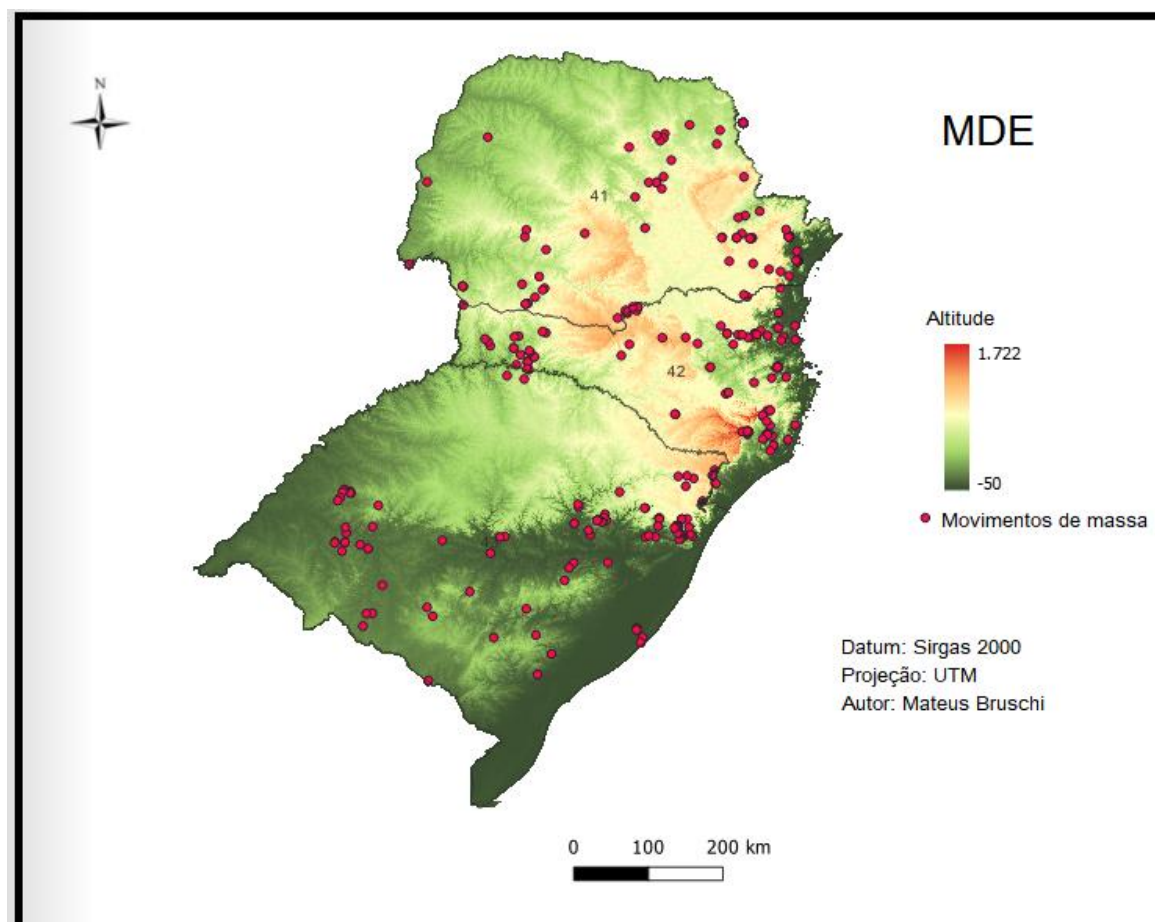 N
MDE
41
42
Altitude
1.722
-50
Movimentos de massa
Datum: Sirgas 2000
Projeção: UTM
Autor: Mateus Bruschi
0 100 200 km